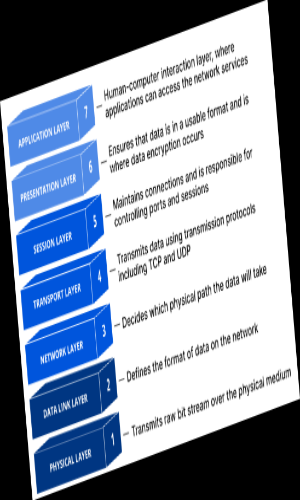 APPLICATION LAYER
7
Human-computer interaction layer, where
applications can access the network services
PRESENTATION LAYER
6
Ensures that data is in a usable format and is
where data encryption occurs
SESSION LAYER
5
Maintains connections and is responsible for
controlling ports and sessions
TRANSPORT LAYER
4
Transmits data using transmission protocols
including TCP and UDP
NETWORK LAYER
3
Decides which physical path the data will take
DATA LINK LAYER
2
Defines the format of data on the network
PHYSICAL LAYER
1
Transmits raw bit stream over the physical medium